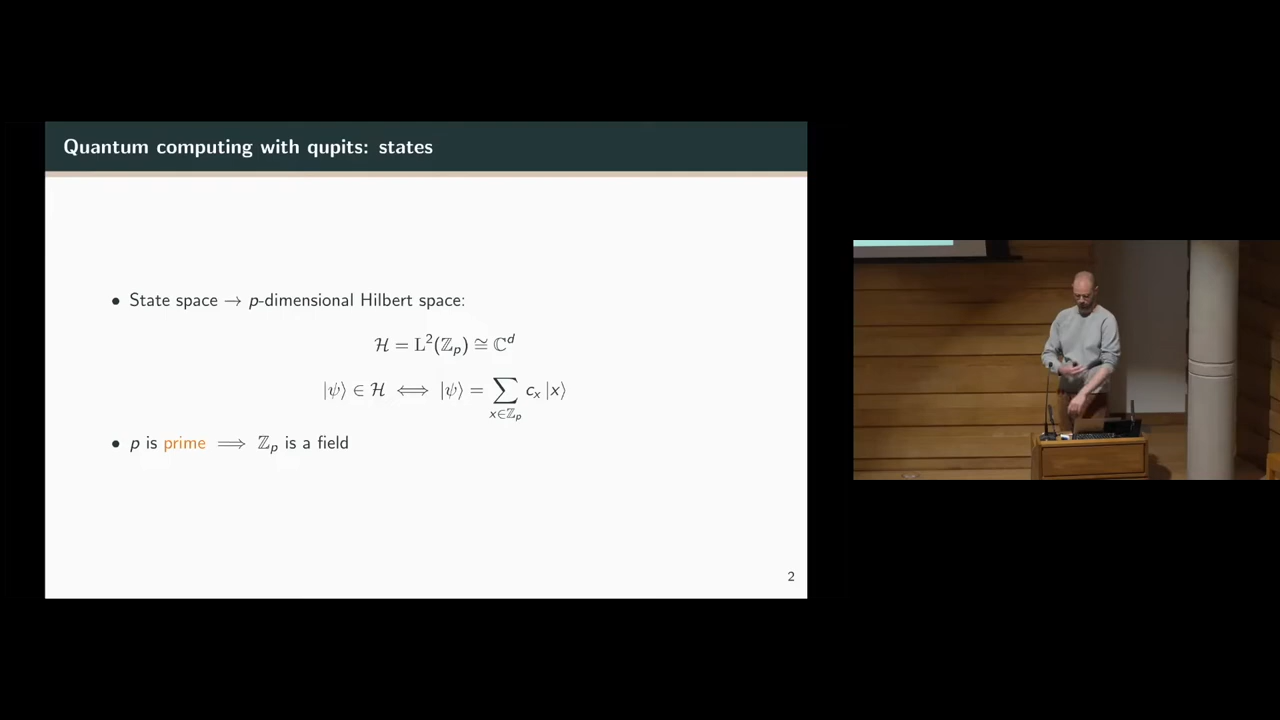 Quantum computing with qupits: states
• State space → p-dimensional Hilbert space:
ℋ = L²(ℤₚ) ≅ ℂᵈ
|ψ⟩ ∈ ℋ ⟺ |ψ⟩ = ∑_{x∈ℤₚ} cₓ |x⟩
• p is prime ⟹ ℤₚ is a field
2